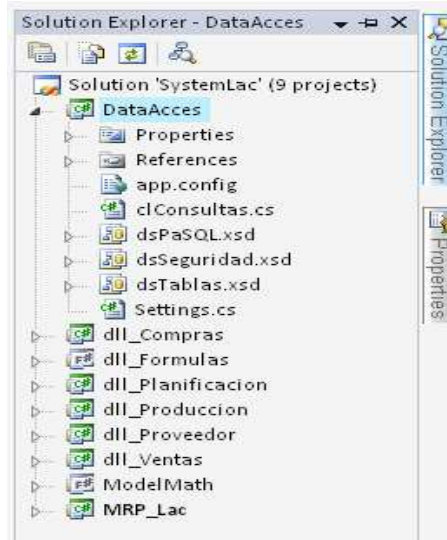 Solution Explorer - DataAcces
Solution 'SystemLac' (9 projects)
DataAcces
Properties
References
app.config
clConsultas.cs
dsPaSQL.xsd
dsSeguridad.xsd
dsTablas.xsd
Settings.cs
dll_Compras
dll_Formulas
dll_Planificacion
dll_Produccion
dll_Proveedor
dll_Ventas
ModelMath
MRP_Lac
Solution Explorer
Properties